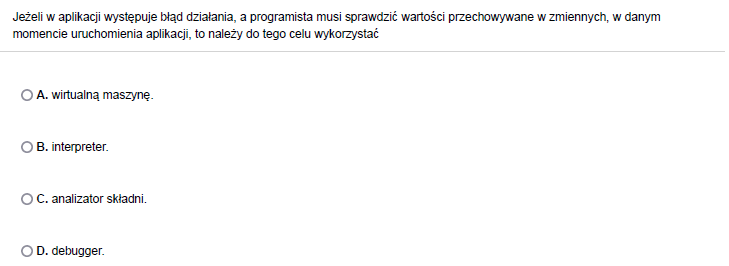 Jeżeli w aplikacji występuje błąd działania, a programista musi sprawdzić wartości przechowywane w zmiennych, w danym
momencie uruchomienia aplikacji, to należy do tego celu wykorzystać
A. wirtualną maszynę.
B. interpreter.
C. analizator składni.
D. debugger.